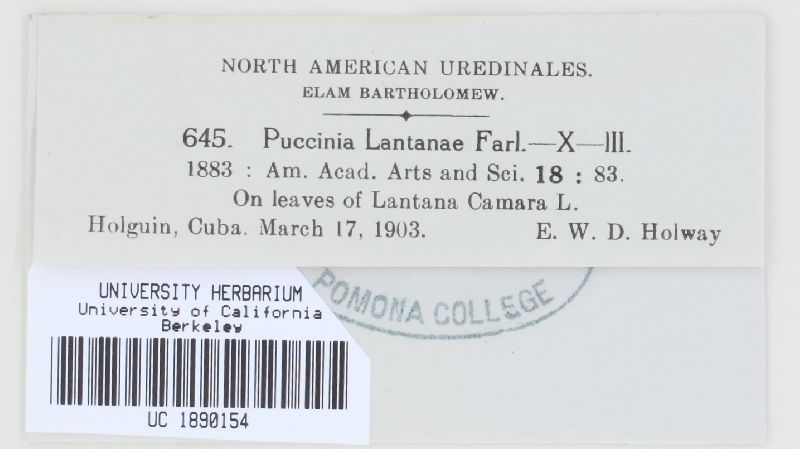 NORTH AMERICAN UREDINALES.
ELAM BARTHOLOMEW.
645. Puccinia Lantanae Farl.—X—III.
1883 : Am. Acad. Arts and Sci. 18 : 83.
On leaves of Lantana Camara L.
Holguin, Cuba. March 17, 1903. E. W. D. Holway
POMONA COLLEGE
UNIVERSITY HERBARIUM
University of California
Berkeley
UC 1890154